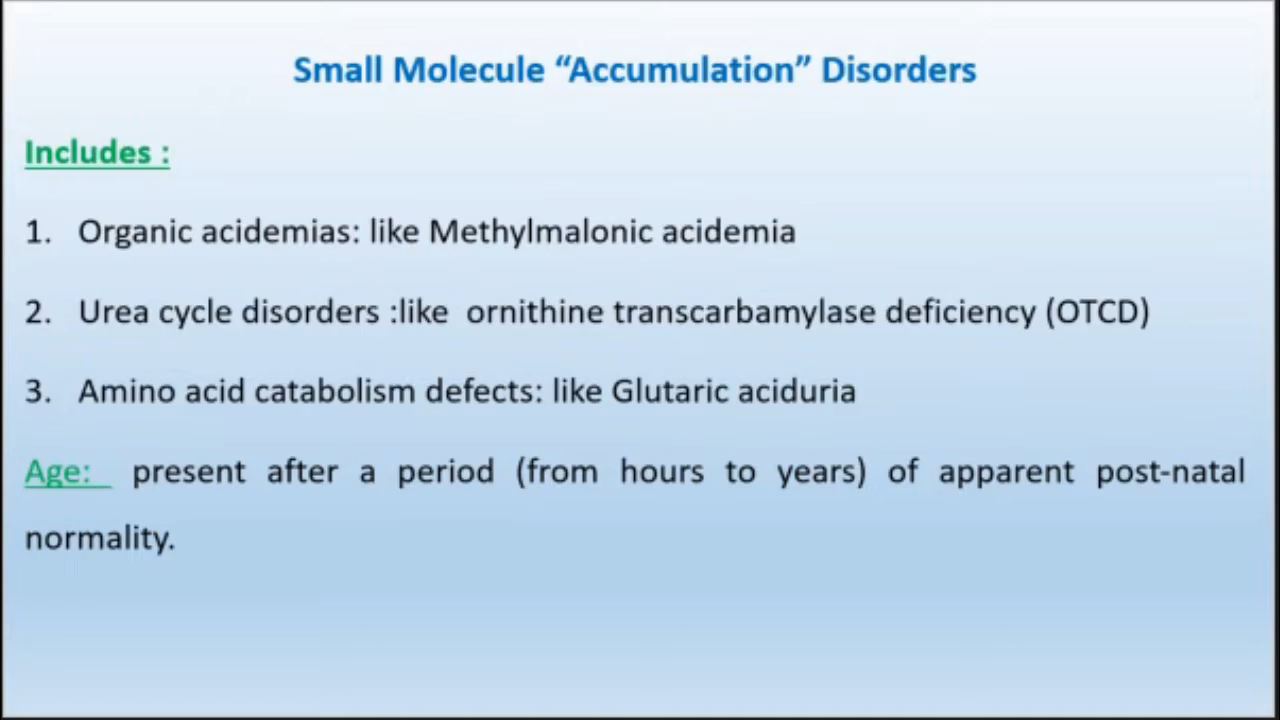 Small Molecule “Accumulation” Disorders
Includes :
1. Organic acidemias: like Methylmalonic acidemia
2. Urea cycle disorders :like ornithine transcarbamylase deficiency (OTCD)
3. Amino acid catabolism defects: like Glutaric aciduria
Age: present after a period (from hours to years) of apparent post-natal
normality.